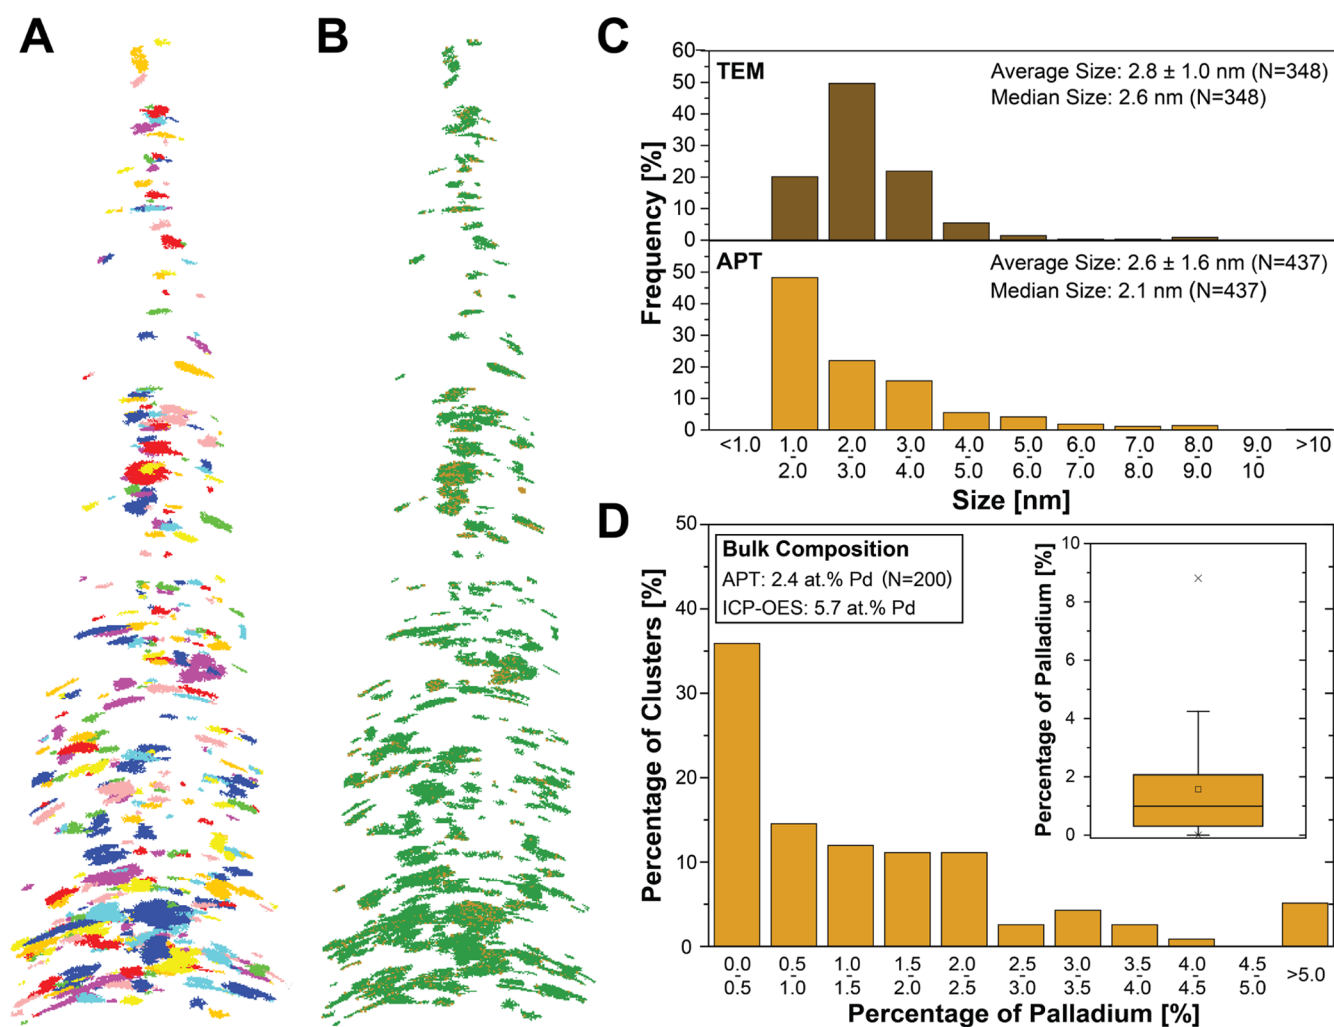 A
B
C
60
50
40
30
20
10
0
TEM
Average Size: 2.8 ± 1.0 nm (N=348)
Median Size: 2.6 nm (N=348)
Frequency [%]
50
40
30
20
10
0
APT
Average Size: 2.6 ± 1.6 nm (N=437)
Median Size: 2.1 nm (N=437)
<1.0
1.0 - 2.0
2.0 - 3.0
3.0 - 4.0
4.0 - 5.0
5.0 - 6.0
6.0 - 7.0
7.0 - 8.0
8.0 - 9.0
9.0 - 10
>10
Size [nm]
D
50
40
30
20
10
0
Percentage of Clusters [%]
Bulk Composition
APT: 2.4 at.% Pd (N=200)
ICP-OES: 5.7 at.% Pd
Percentage of Palladium [%]
10
8
6
4
2
0
0.0 - 0.5
0.5 - 1.0
1.0 - 1.5
1.5 - 2.0
2.0 - 2.5
2.5 - 3.0
3.0 - 3.5
3.5 - 4.0
4.0 - 4.5
4.5 - 5.0
>5.0
Percentage of Palladium [%]